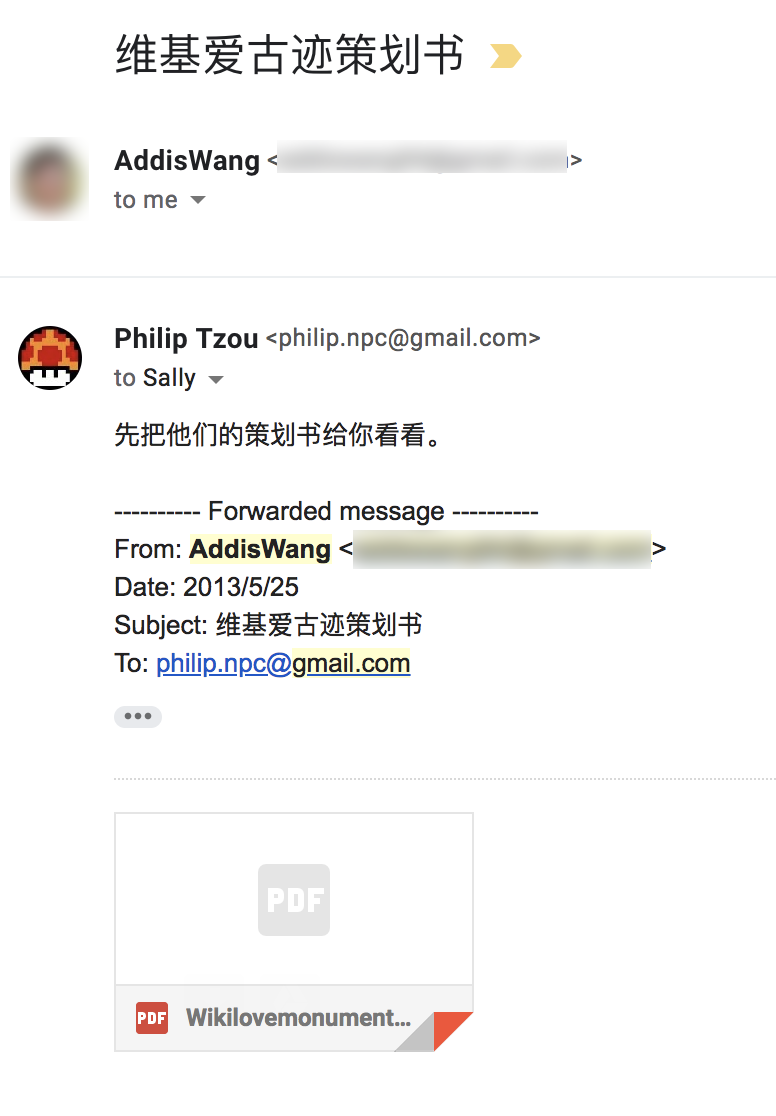 维基爱古迹策划书
AddisWang < >
to me
Philip Tzou <philip.npc@gmail.com>
to Sally
先把他们的策划书给你看看。
---------- Forwarded message ----------
From: AddisWang < >
Date: 2013/5/25
Subject: 维基爱古迹策划书
To: philip.npc@gmail.com
PDF
PDF Wikilovemonument...